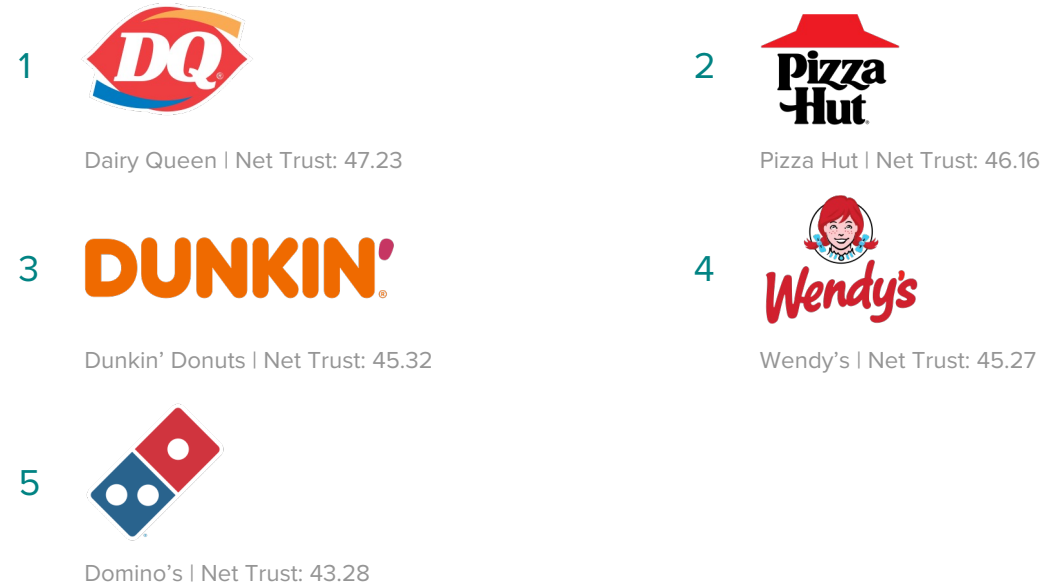 1
DQ®
Dairy Queen | Net Trust: 47.23
2
Pizza
Hut®
Pizza Hut | Net Trust: 46.16
3
DUNKIN'®
Dunkin’ Donuts | Net Trust: 45.32
4
Wendy's
Wendy’s | Net Trust: 45.27
5
Domino’s | Net Trust: 43.28